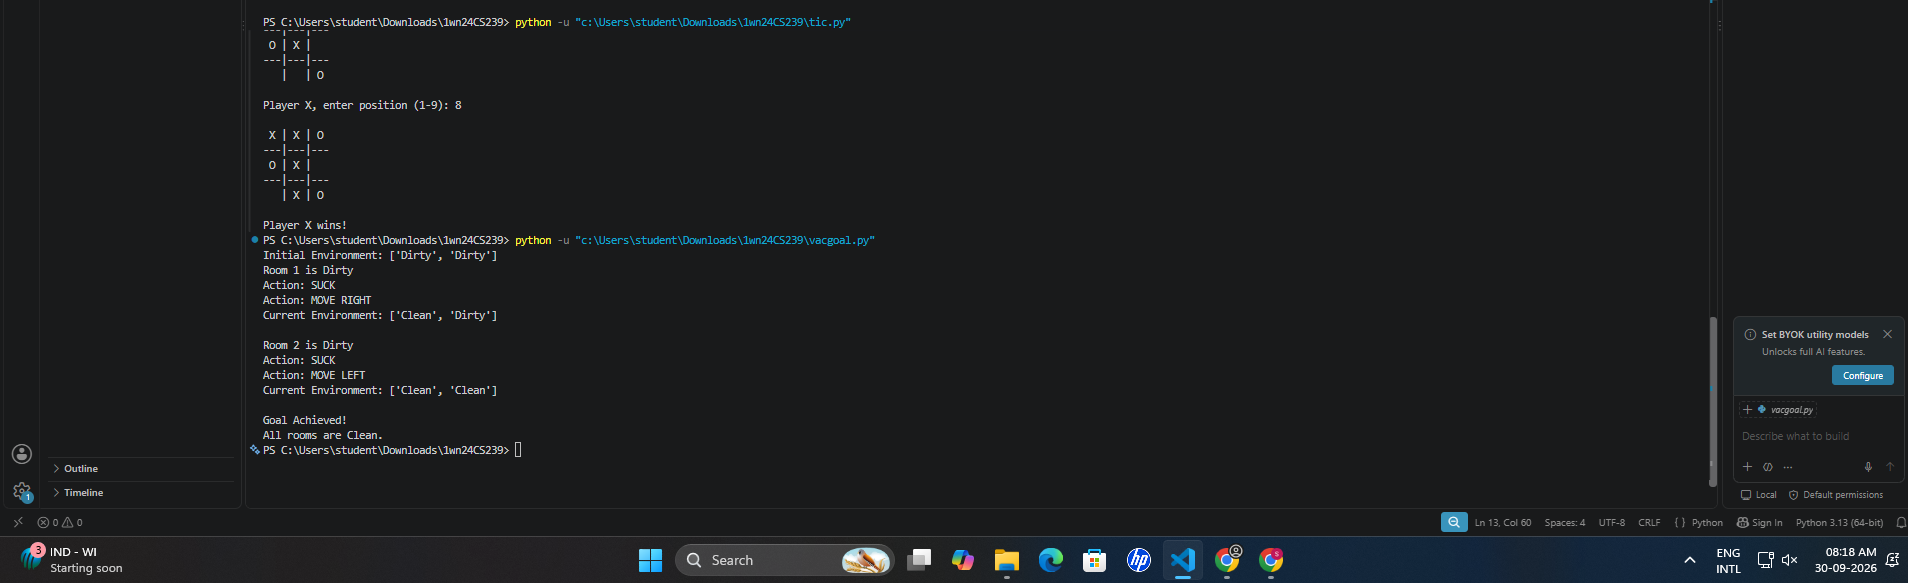 PS C:\Users\student\Downloads\1wn24CS239> python -u "c:\Users\student\Downloads\1wn24CS239\tic.py"
---|---|---
 O | X |
---|---|---
   |   | O

Player X, enter position (1-9): 8

 X | X | O
---|---|---
 O | X |
---|---|---
   | X | O

Player X wins!
PS C:\Users\student\Downloads\1wn24CS239> python -u "c:\Users\student\Downloads\1wn24CS239\vacgoal.py"
Initial Environment: ['Dirty', 'Dirty']
Room 1 is Dirty
Action: SUCK
Action: MOVE RIGHT
Current Environment: ['Clean', 'Dirty']

Room 2 is Dirty
Action: SUCK
Action: MOVE LEFT
Current Environment: ['Clean', 'Clean']

Goal Achieved!
All rooms are Clean.
PS C:\Users\student\Downloads\1wn24CS239>
Outline
Timeline
1
Set BYOK utility models
Unlocks full AI features.
Configure
vacgoal.py
Describe what to build
Local Default permissions
0 0
Ln 13, Col 60 Spaces: 4 UTF-8 CRLF { } Python Sign In Python 3.13 (64-bit)
3
IND - WI
Starting soon
Search
hp
S
ENG
INTL
08:18 AM
30-09-2026